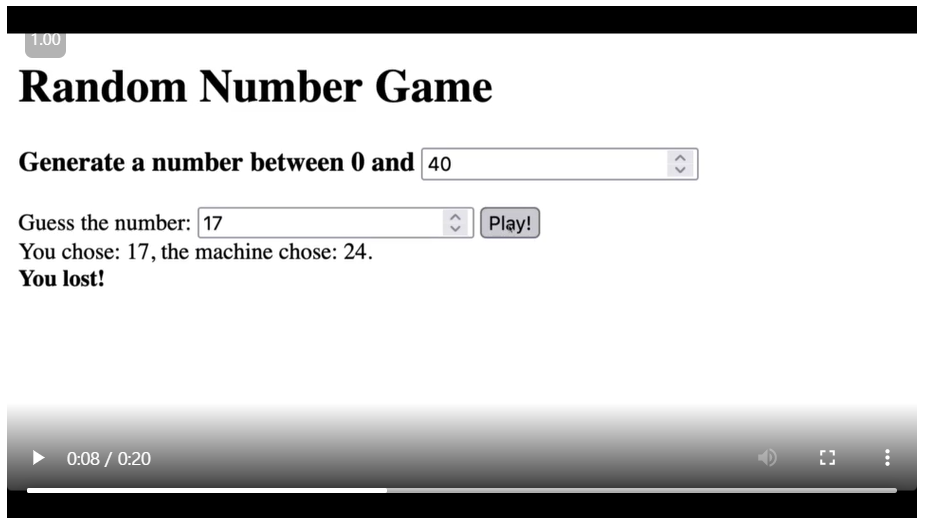 1.00
Random Number Game
Generate a number between 0 and 40
Guess the number: 17 Play!
You chose: 17, the machine chose: 24.
You lost!
0:08 / 0:20